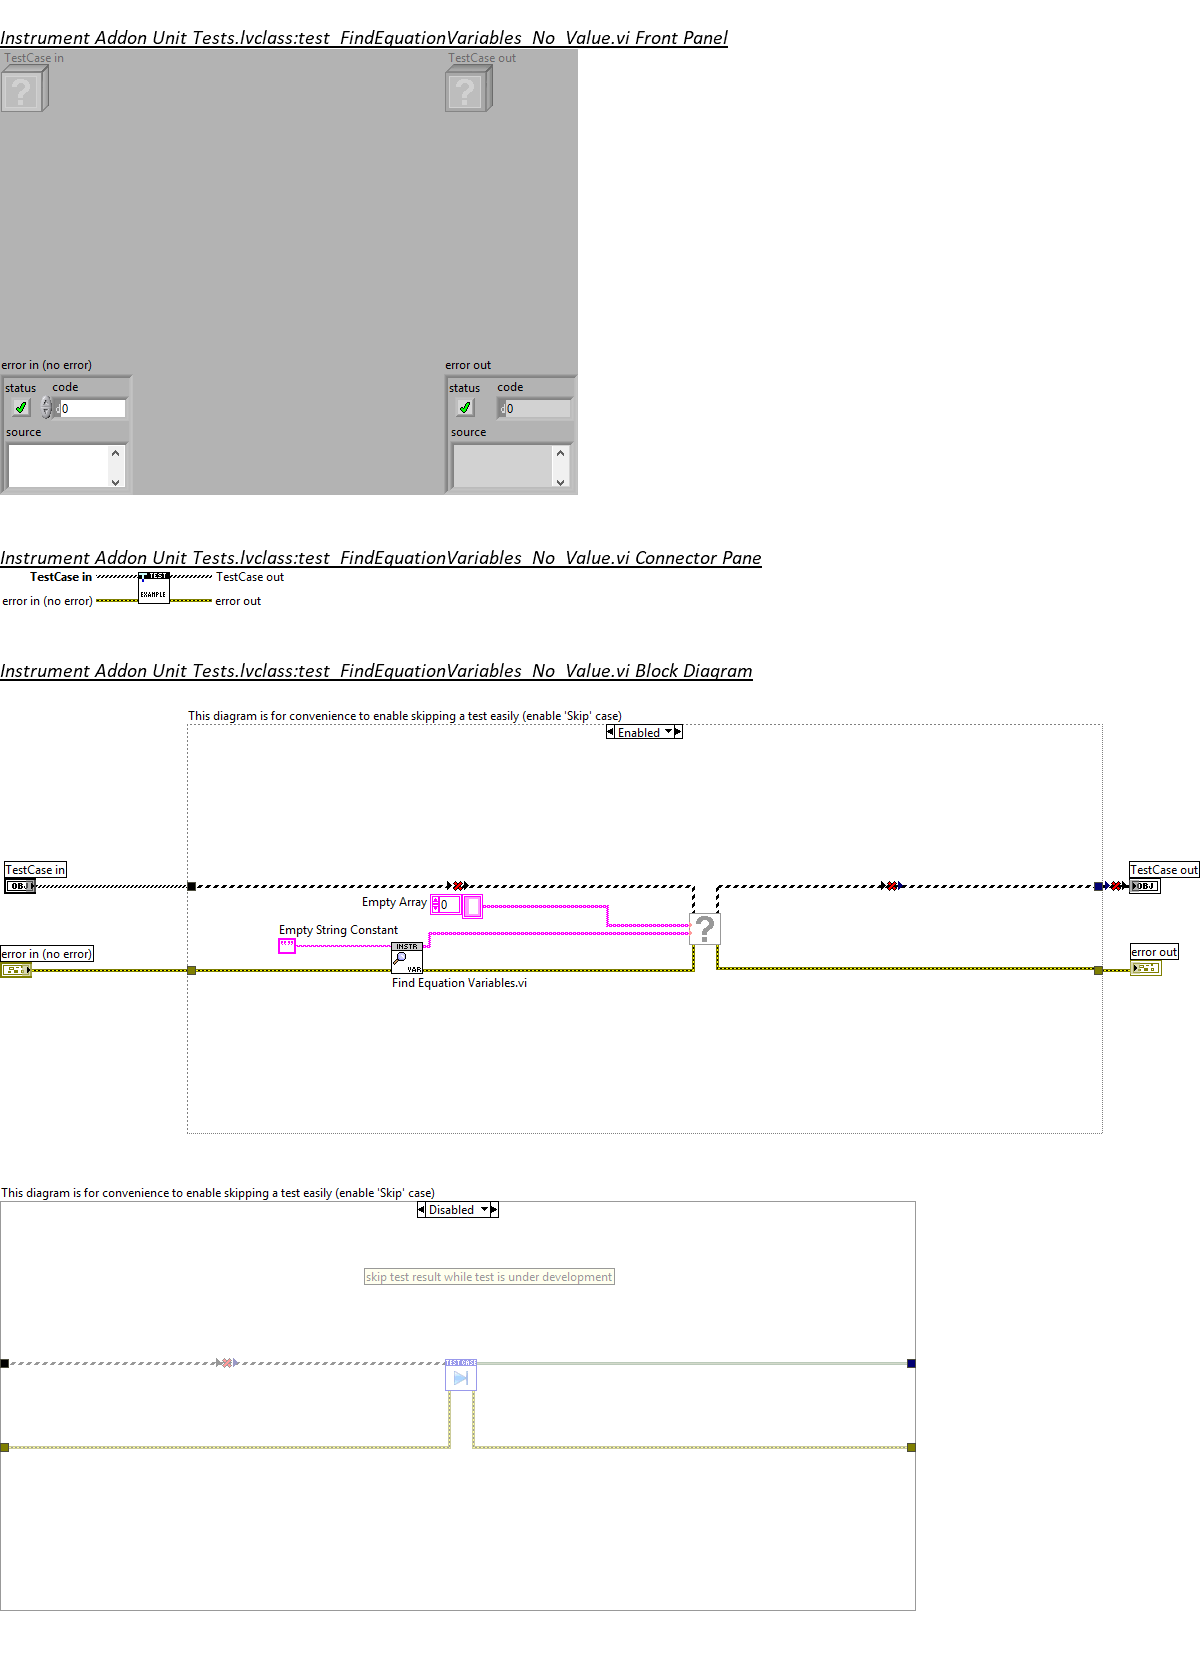 Instrument Addon Unit Tests.lvclass:test_FindEquationVariables_No_Value.vi Front Panel
TestCase in
TestCase out
?
?
error in (no error)
error out
status
code
status
code
d
0
d
0
source
source
Instrument Addon Unit Tests.lvclass:test_FindEquationVariables_No_Value.vi Connector Pane
TestCase in
TEST
TestCase out
EXAMPLE
error in (no error)
error out
Instrument Addon Unit Tests.lvclass:test_FindEquationVariables_No_Value.vi Block Diagram
This diagram is for convenience to enable skipping a test easily (enable 'Skip' case)
Enabled
TestCase in
OBJ
TestCase out
OBJ
Empty Array
0
Empty String Constant
""
INSTR
VAR
?
error in (no error)
error out
Find Equation Variables.vi
This diagram is for convenience to enable skipping a test easily (enable 'Skip' case)
Disabled
skip test result while test is under development
TEST CASE